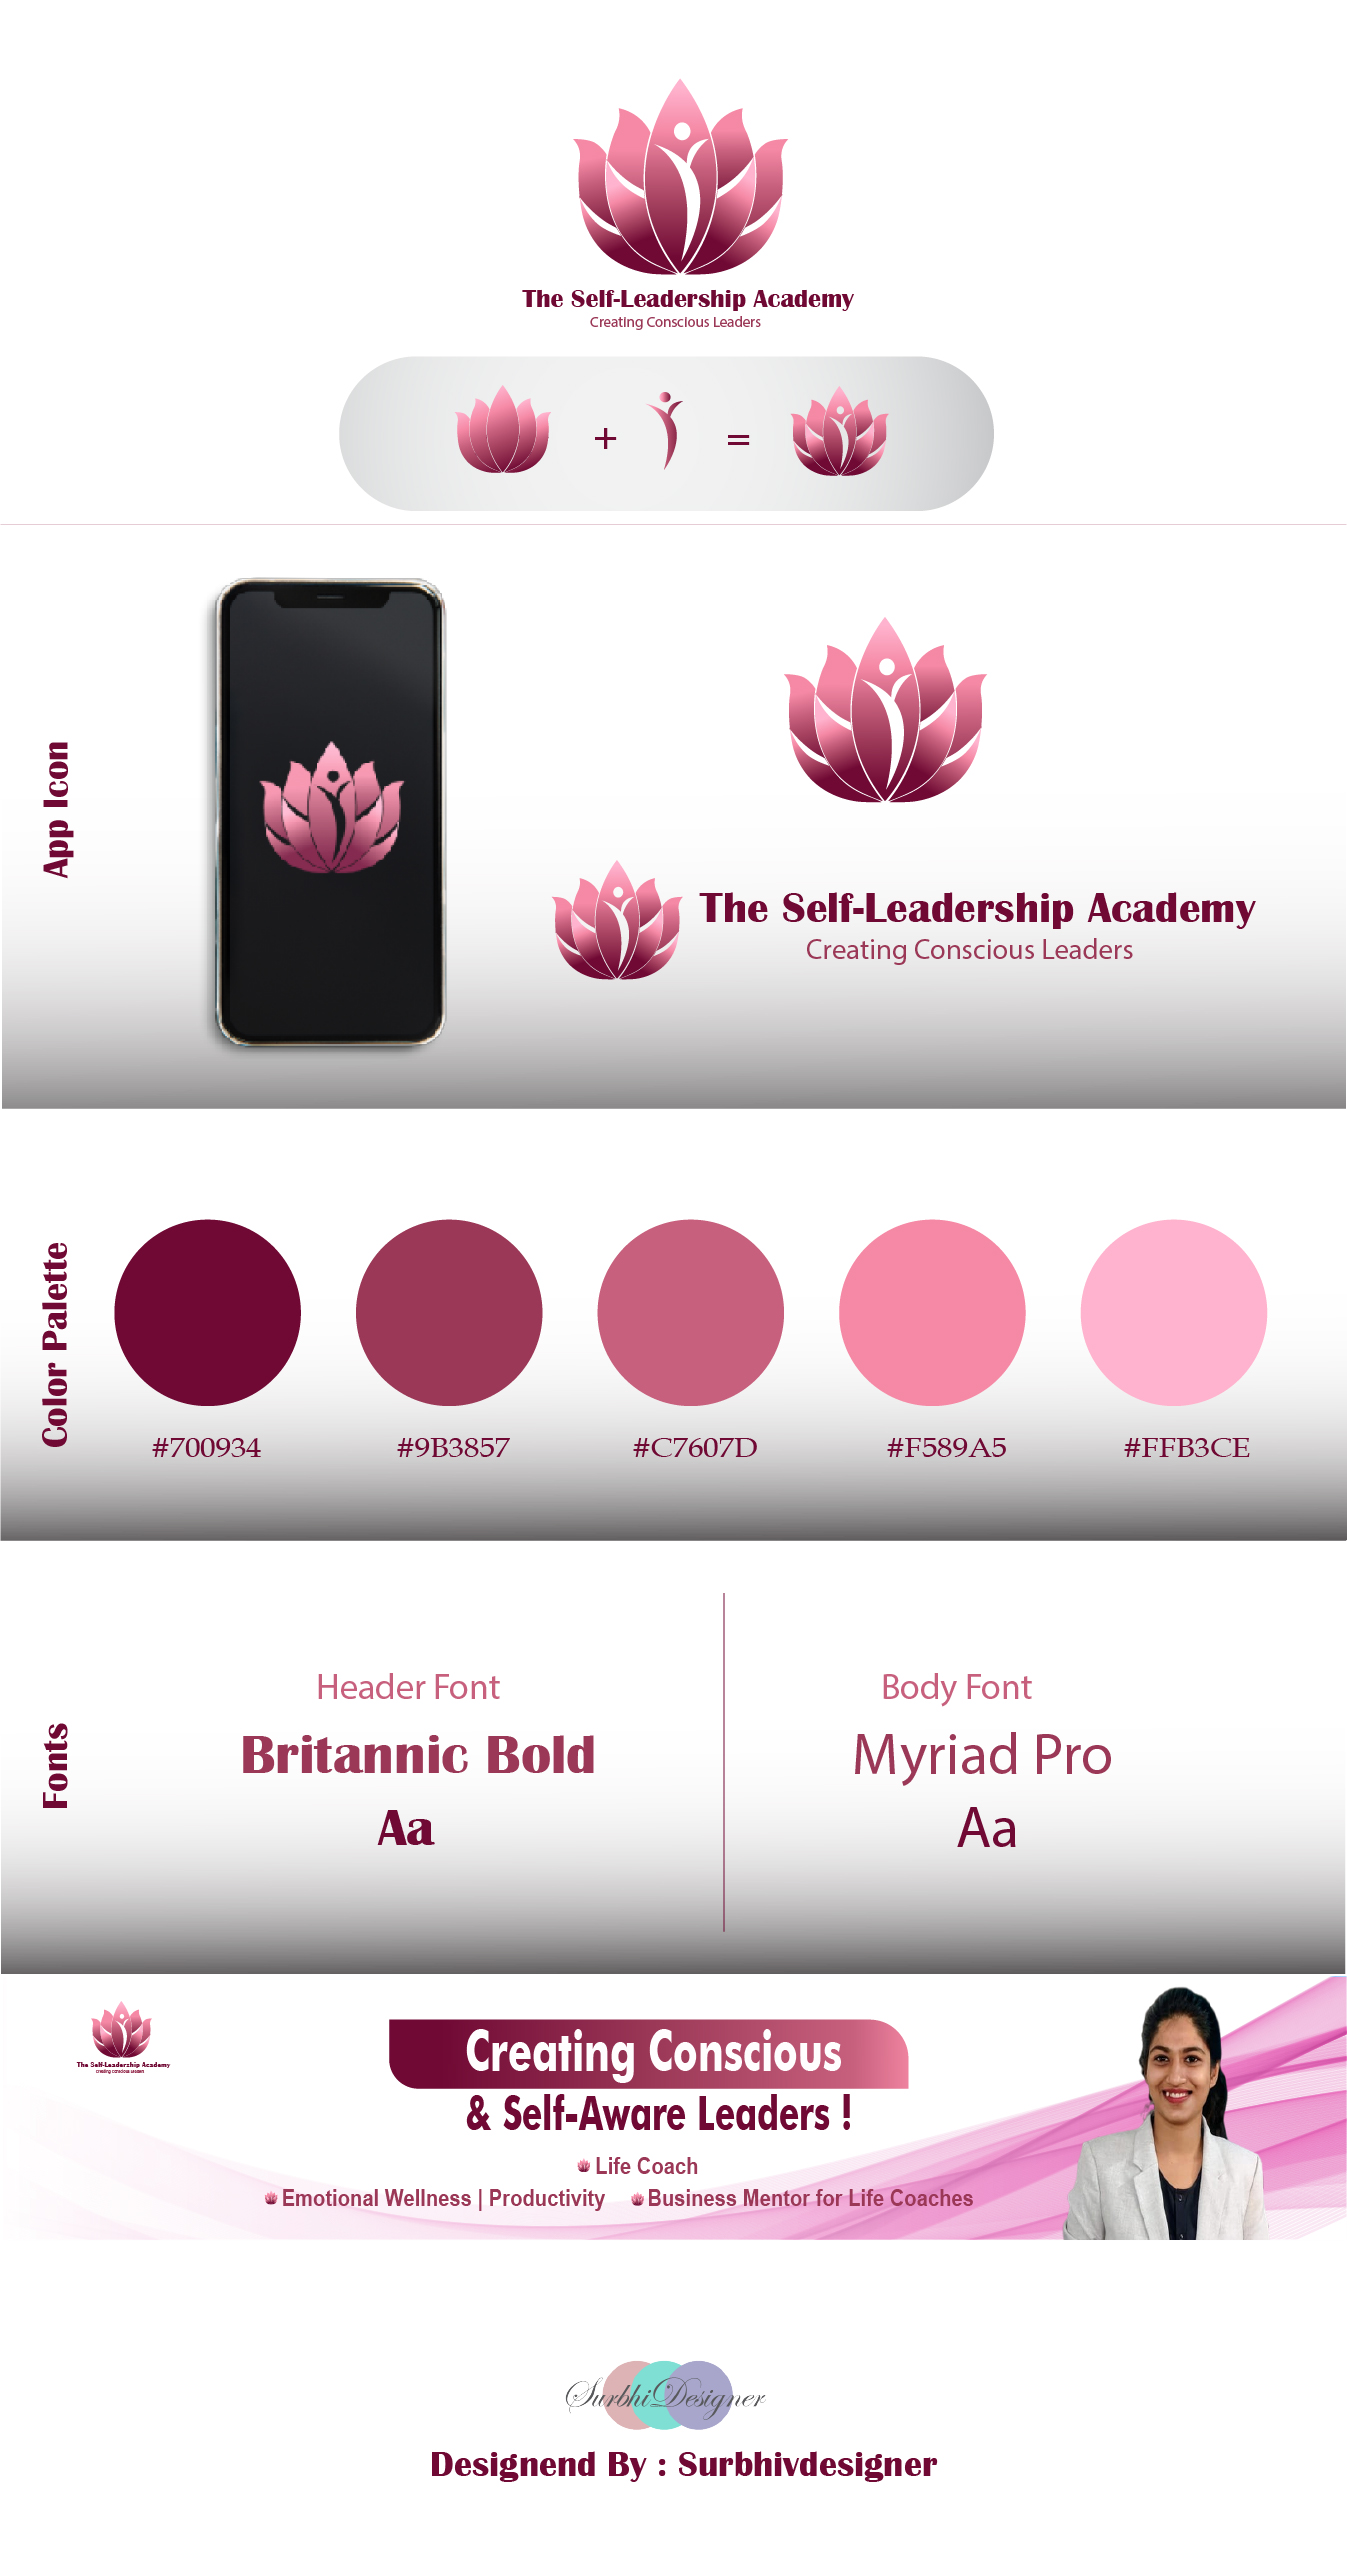 The Self-Leadership Academy
Creating Conscious Leaders
+ =
App Icon
The Self-Leadership Academy
Creating Conscious Leaders
Color Palette
#700934 #9B3857 #C7607D #F589A5 #FFB3CE
Fonts
Header Font
Britannic Bold
Aa
Body Font
Myriad Pro
Aa
The Self-Leadership Academy
Creating Conscious Leaders
Creating Conscious
& Self-Aware Leaders !
Life Coach
Emotional Wellness | Productivity Business Mentor for Life Coaches
SurbhiDesigner
Designend By : Surbhivdesigner